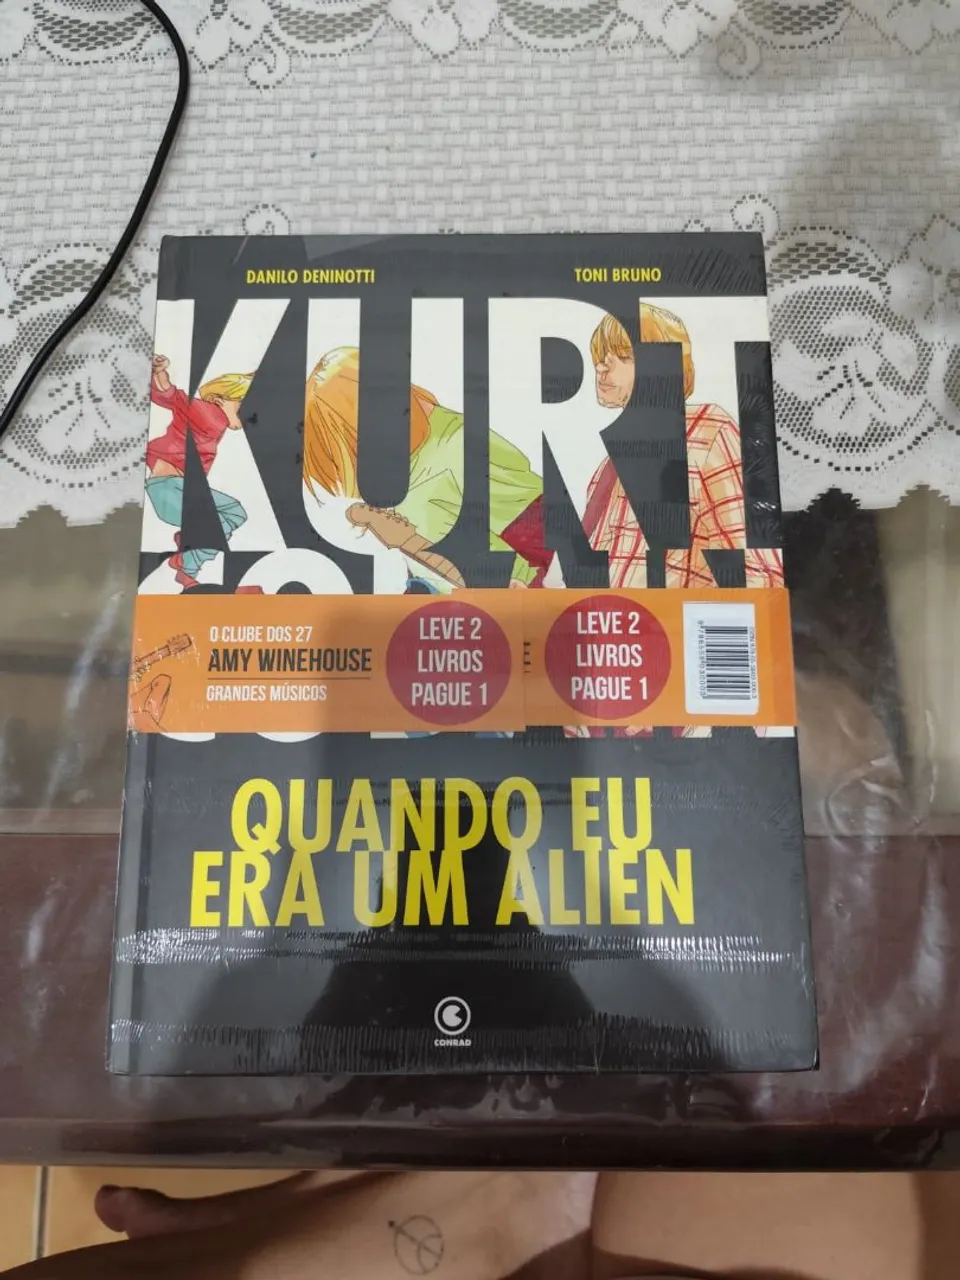 DANILO DENINOTTI
TONI BRUNO
KURT
O CLUBE DOS 27
AMY WINEHOUSE
GRANDES MÚSICOS
LEVE 2
LIVROS
PAGUE 1
LEVE 2
LIVROS
PAGUE 1
QUANDO EU
ERA UM ALIEN
CONRAD